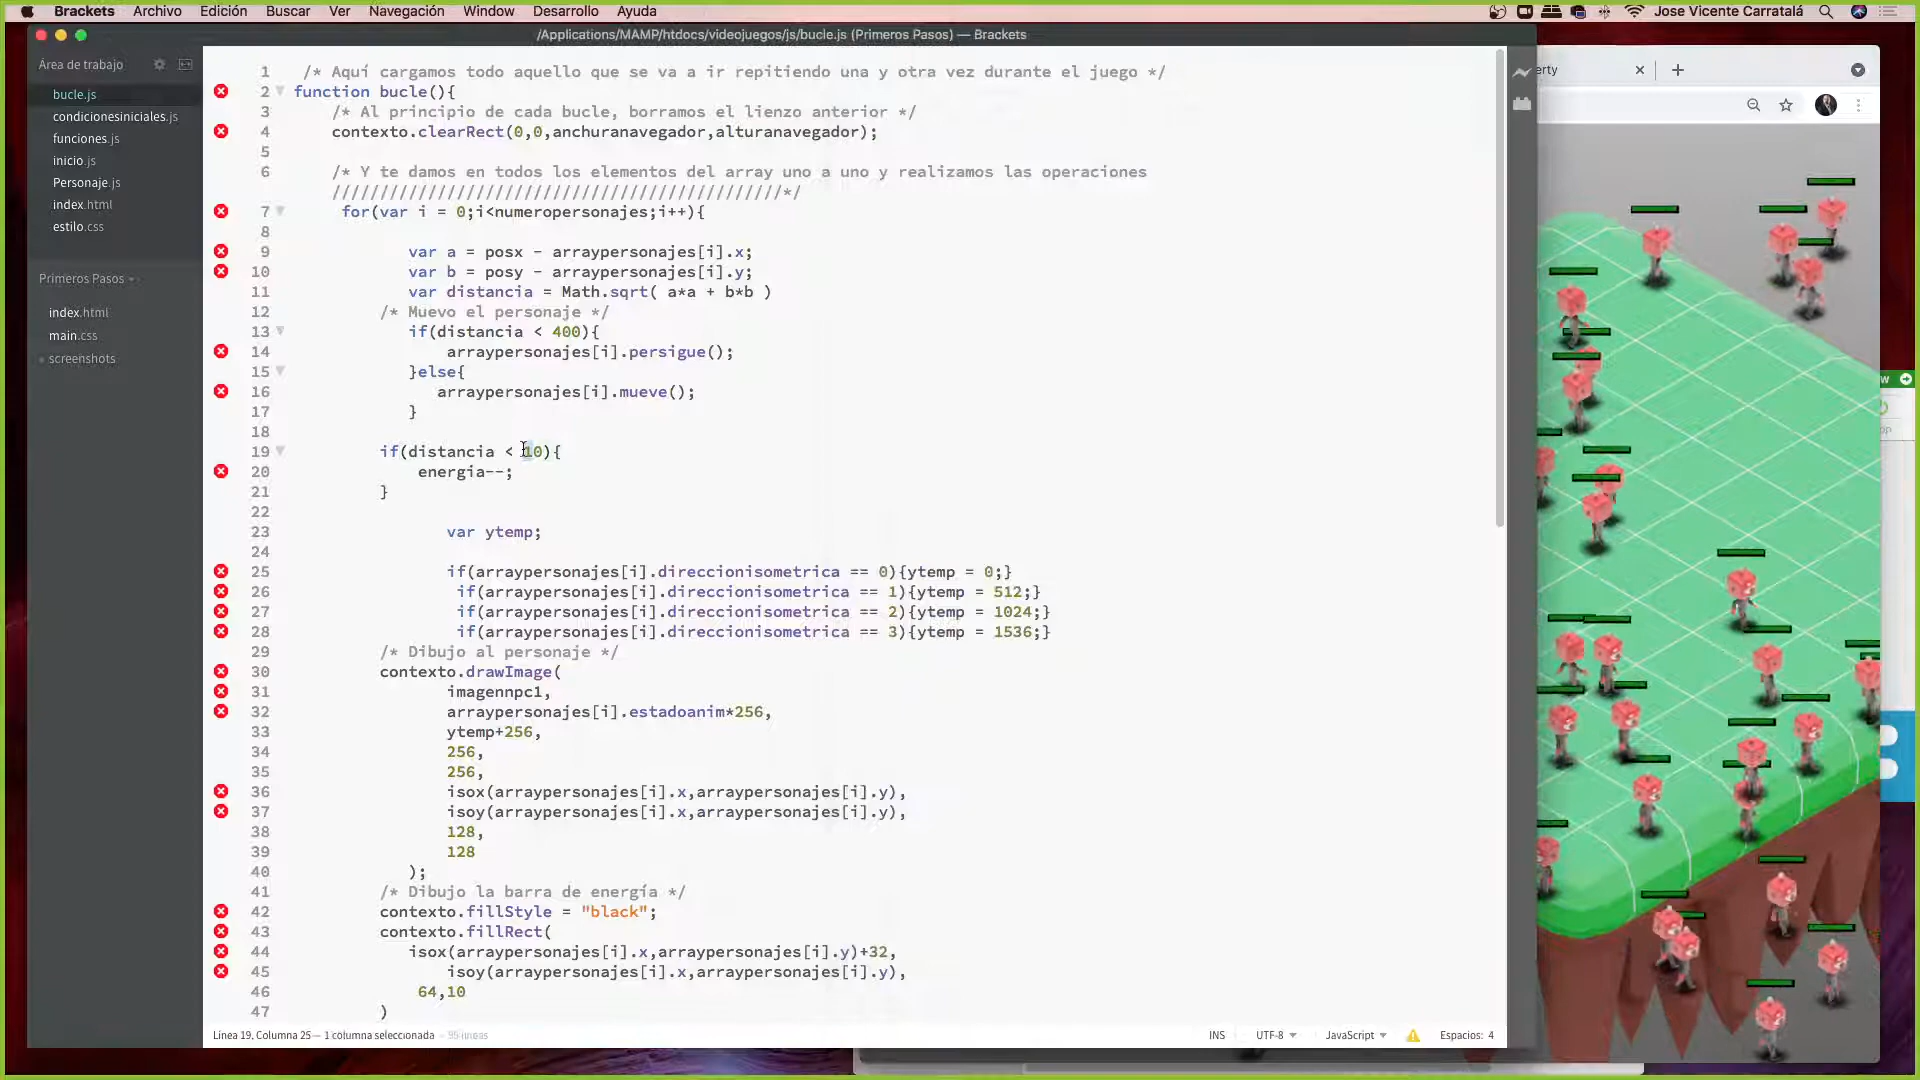 Brackets Archivo Edición Buscar Ver Navegación Window Desarrollo Ayuda Jose Vicente Carratalá
/Applications/MAMP/htdocs/videojuegos/js/bucle.js (Primeros Pasos) — Brackets
Área de trabajo
bucle.js
condicionesiniciales.js
funciones.js
inicio.js
Personaje.js
index.html
estilo.css
Primeros Pasos
index.html
main.css
screenshots
1 /* Aquí cargamos todo aquello que se va a ir repitiendo una y otra vez durante el juego */
2 function bucle(){
3 /* Al principio de cada bucle, borramos el lienzo anterior */
4 contexto.clearRect(0,0,anchuranavegador,alturanavegador);
5
6 /* Y te damos en todos los elementos del array uno a uno y realizamos las operaciones
///////////////////////////////////////////////*/
7 for(var i = 0;i<numeropersonajes;i++){
8
9 var a = posx - arraypersonajes[i].x;
10 var b = posy - arraypersonajes[i].y;
11 var distancia = Math.sqrt( a*a + b*b )
12 /* Muevo el personaje */
13 if(distancia < 400){
14 arraypersonajes[i].persigue();
15 }else{
16 arraypersonajes[i].mueve();
17 }
18
19 if(distancia < 10){
20 energia--;
21 }
22
23 var ytemp;
24
25 if(arraypersonajes[i].direccionisometrica == 0){ytemp = 0;}
26 if(arraypersonajes[i].direccionisometrica == 1){ytemp = 512;}
27 if(arraypersonajes[i].direccionisometrica == 2){ytemp = 1024;}
28 if(arraypersonajes[i].direccionisometrica == 3){ytemp = 1536;}
29 /* Dibujo al personaje */
30 contexto.drawImage(
31 imagennpc1,
32 arraypersonajes[i].estadoanim*256,
33 ytemp+256,
34 256,
35 256,
36 isox(arraypersonajes[i].x,arraypersonajes[i].y),
37 isoy(arraypersonajes[i].x,arraypersonajes[i].y),
38 128,
39 128
40 );
41 /* Dibujo la barra de energía */
42 contexto.fillStyle = "black";
43 contexto.fillRect(
44 isox(arraypersonajes[i].x,arraypersonajes[i].y)+32,
45 isoy(arraypersonajes[i].x,arraypersonajes[i].y),
46 64,10
47 )
Línea 19, Columna 25 — 1 columna seleccionada — 95 líneas
INS UTF-8 JavaScript Espacios: 4
erty
w